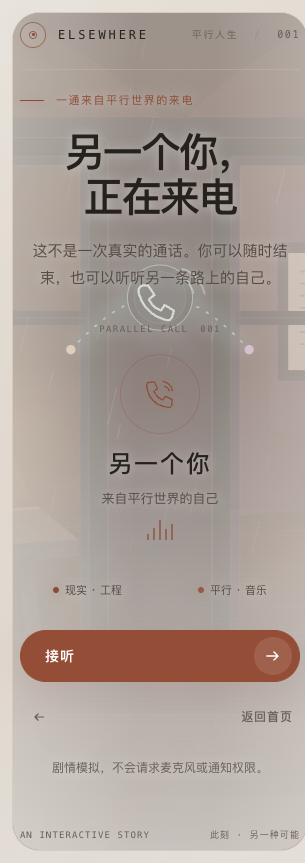 ELSEWHERE 平行人生 / 001
一通来自平行世界的来电
另一个你，
正在来电
这不是一次真实的通话。你可以随时结
束，也可以听听另一条路上的自己。
PARALLEL CALL 001
另一个你
来自平行世界的自己
现实 · 工程 平行 · 音乐
接听 →
← 返回首页
剧情模拟，不会请求麦克风或通知权限。
AN INTERACTIVE STORY 此刻 · 另一种可能